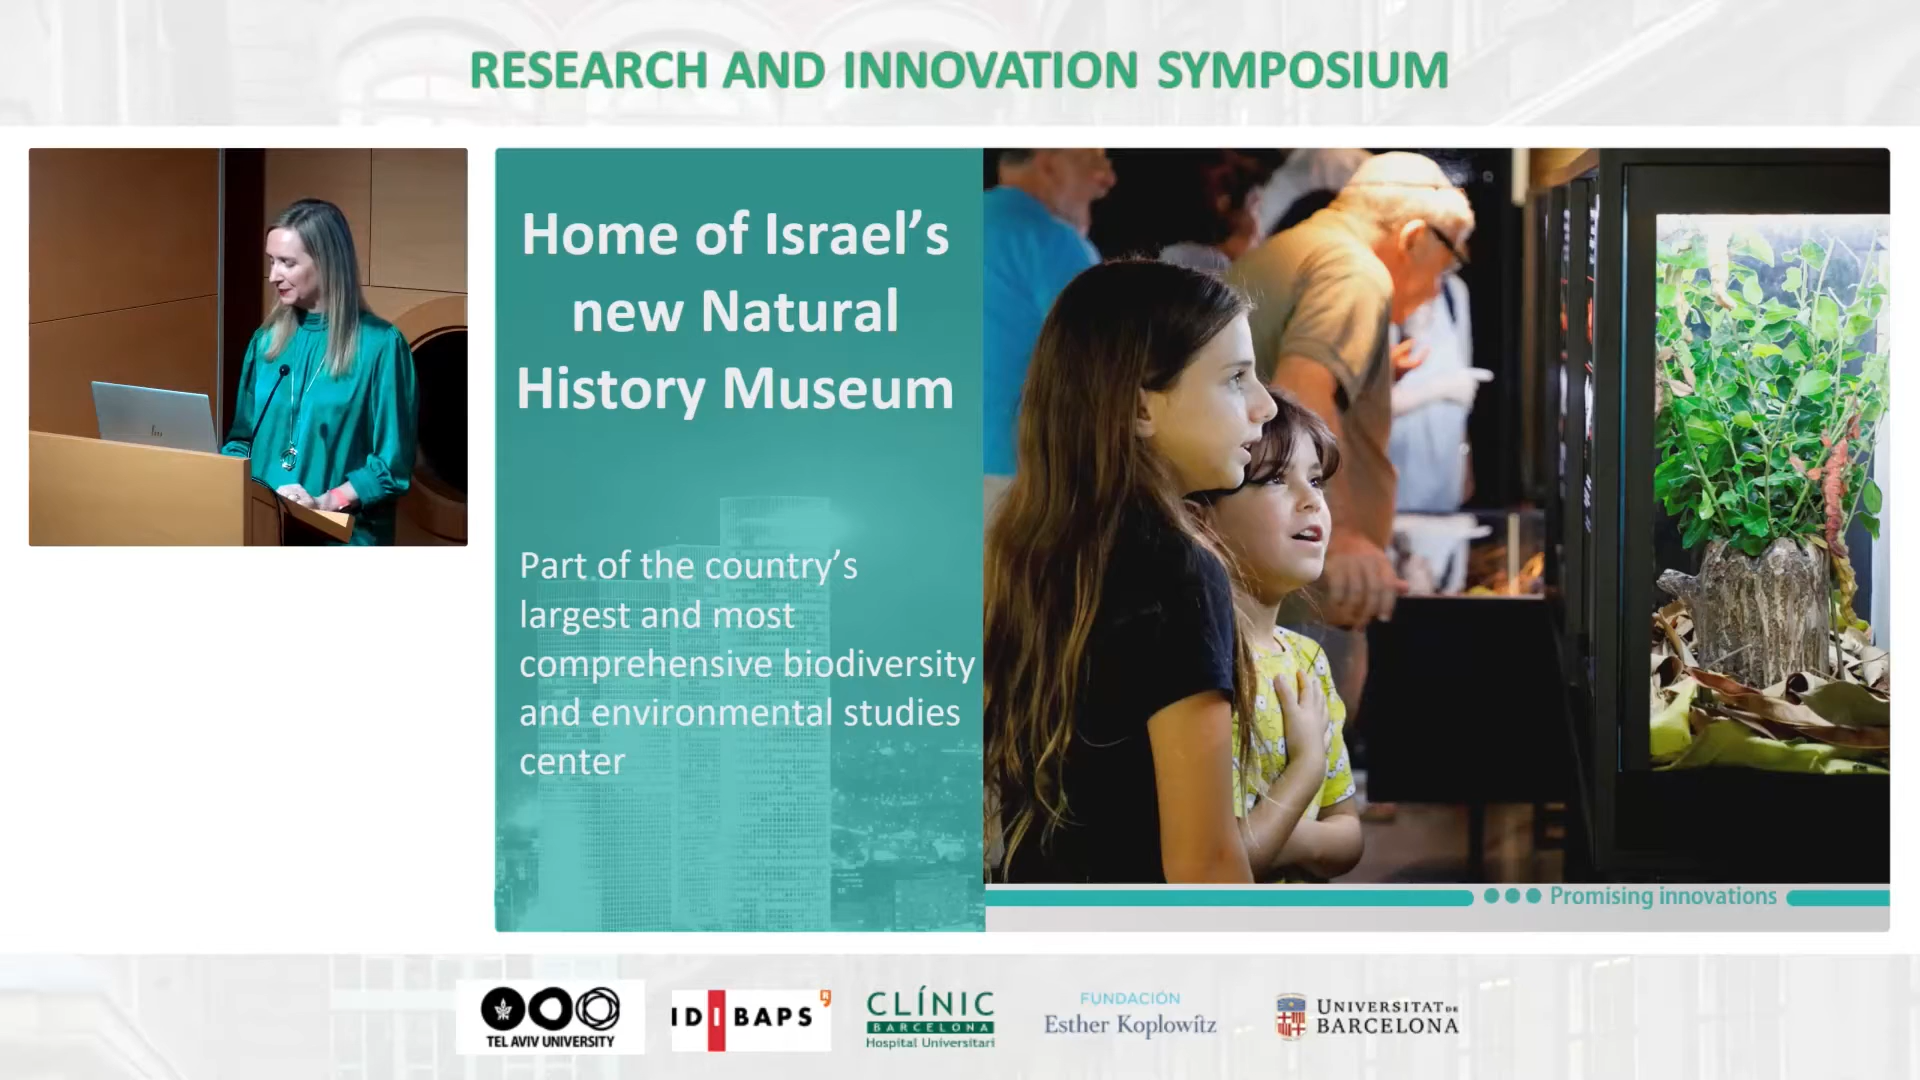 RESEARCH AND INNOVATION SYMPOSIUM
Home of Israel’s
new Natural
History Museum
Part of the country’s
largest and most
comprehensive biodiversity
and environmental studies
center
Promising innovations
TEL AVIV UNIVERSITY
IDIBAPS
CLÍNIC
BARCELONA
Hospital Universitari
FUNDACIÓN
Esther Koplowitz
UNIVERSITAT DE
BARCELONA